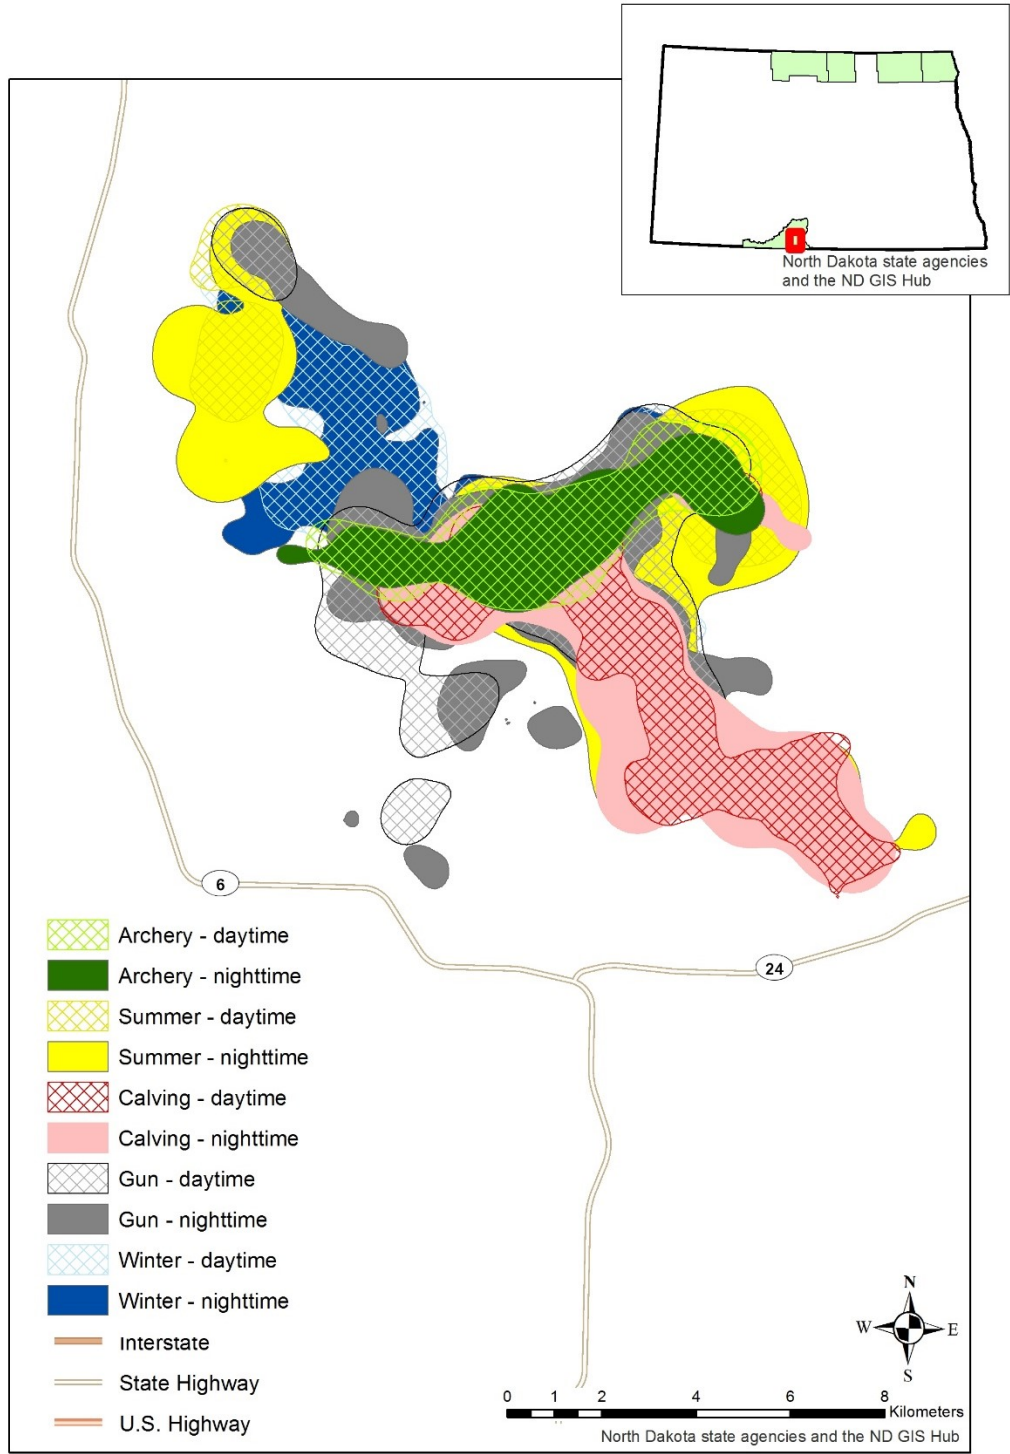 North Dakota state agencies
and the ND GIS Hub
6
24
Archery - daytime
Archery - nighttime
Summer - daytime
Summer - nighttime
Calving - daytime
Calving - nighttime
Gun - daytime
Gun - nighttime
Winter - daytime
Winter - nighttime
Interstate
State Highway
U.S. Highway
N
W E
S
0 1 2 4 6 8
Kilometers
North Dakota state agencies and the ND GIS Hub